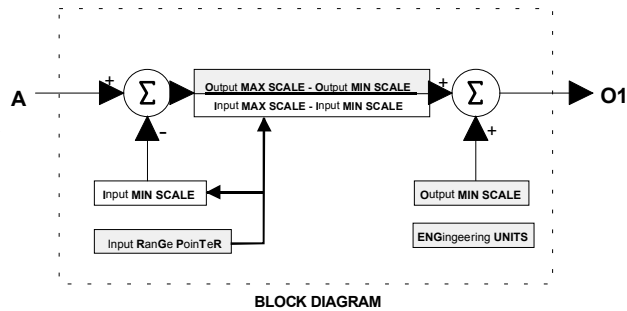 +
+
Output MAX SCALE - Output MIN SCALE
A
Σ
Σ
O1
Input MAX SCALE - Input MIN SCALE
-
+
Input MIN SCALE
Output MIN SCALE
Input RanGe PoinTeR
ENGineering UNITS
BLOCK DIAGRAM